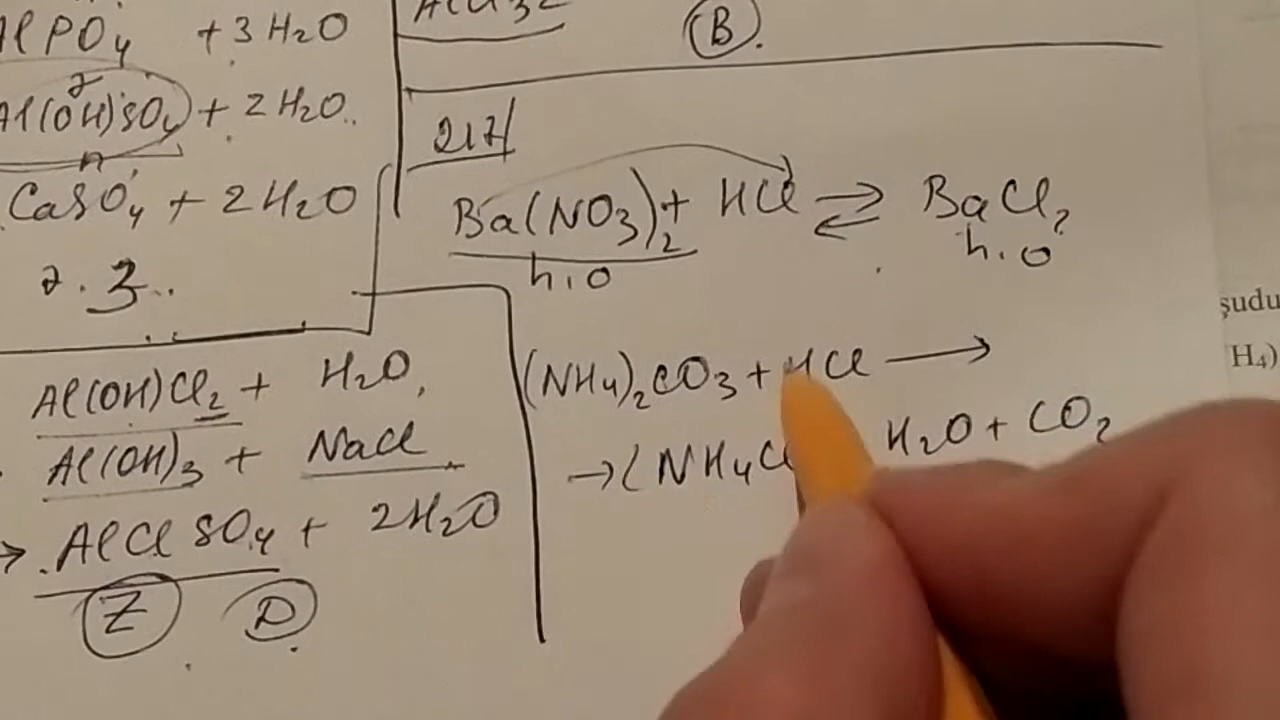 AlPO4 + 3H2O
Al(OH)SO4 + 2H2O
CaSO4 + 2H2O
2.3..
Al(OH)Cl2 + H2O
Al(OH)3 + NaCl
→ AlClSO4 + 2H2O
Z D
B.
217/
Ba(NO3)2 + HCl ⇌ BaCl2
h.o h.o
(NH4)2CO3 + HCl →
→ (NH4Cl H2O + CO2
şudu
H4)